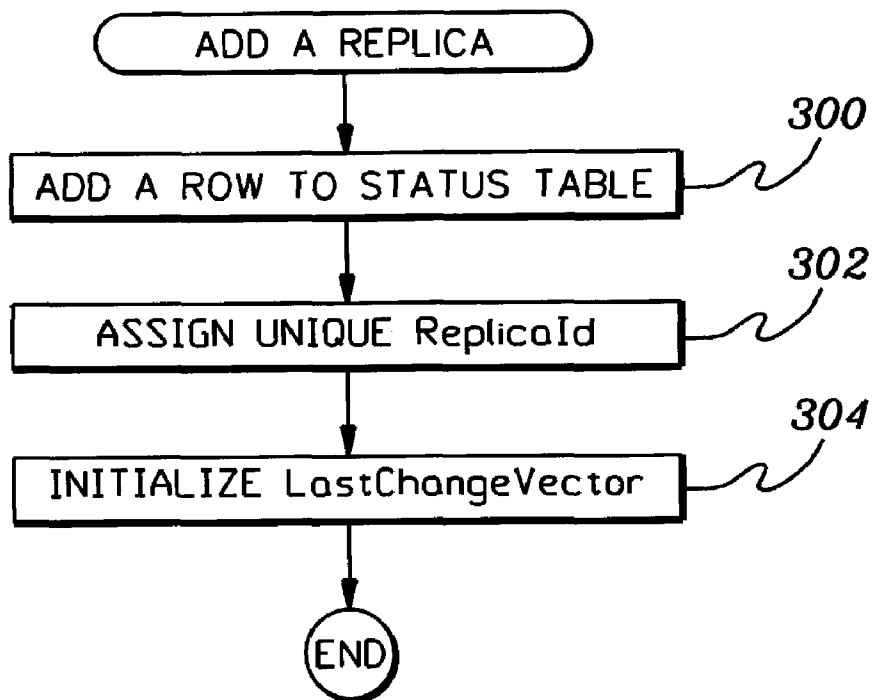 ADD A REPLICA
300
ADD A ROW TO STATUS TABLE
302
ASSIGN UNIQUE ReplicaId
304
INITIALIZE LastChangeVector
END